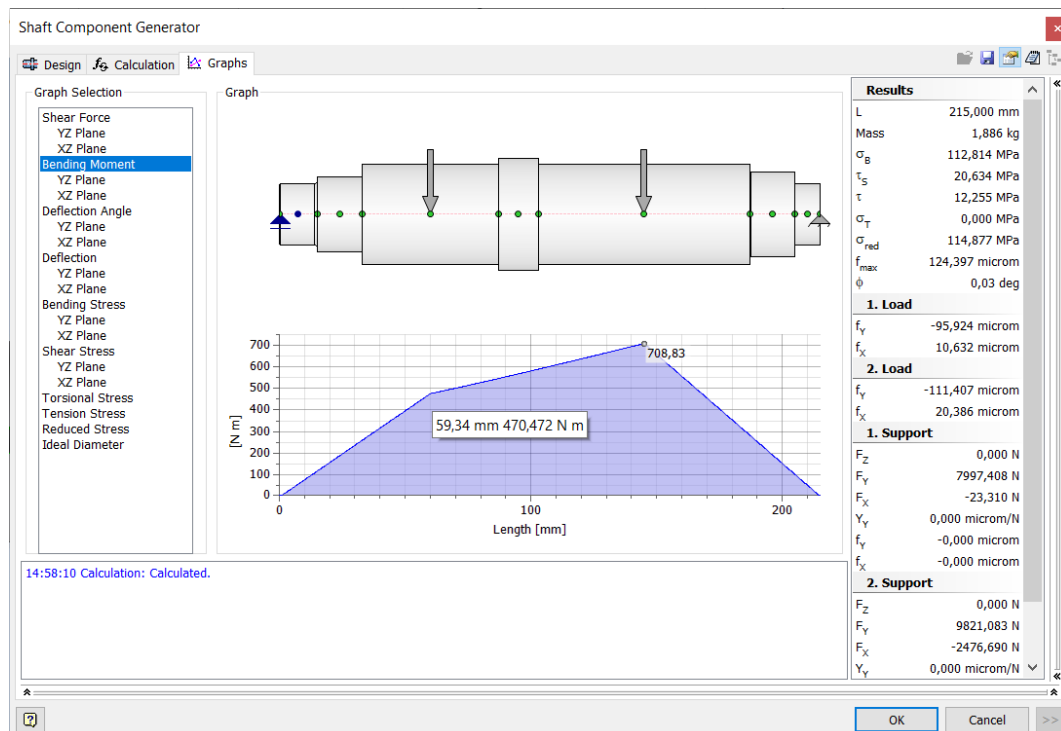 Shaft Component Generator
Design
Calculation
Graphs
Graph Selection
Shear Force
YZ Plane
XZ Plane
Bending Moment
YZ Plane
XZ Plane
Deflection Angle
YZ Plane
XZ Plane
Deflection
YZ Plane
XZ Plane
Bending Stress
YZ Plane
XZ Plane
Shear Stress
YZ Plane
XZ Plane
Torsional Stress
Tension Stress
Reduced Stress
Ideal Diameter
Graph
700
600
500
400
300
200
100
0
[N m]
708,83
59,34 mm 470,472 N m
0 100 200
Length [mm]
Results
L 215,000 mm
Mass 1,886 kg
σB 112,814 MPa
τS 20,634 MPa
τ 12,255 MPa
σT 0,000 MPa
σred 114,877 MPa
fmax 124,397 microm
ϕ 0,03 deg
1. Load
fY -95,924 microm
fX 10,632 microm
2. Load
fY -111,407 microm
fX 20,386 microm
1. Support
FZ 0,000 N
FY 7997,408 N
FX -23,310 N
YY 0,000 microm/N
fY -0,000 microm
fX -0,000 microm
2. Support
FZ 0,000 N
FY 9821,083 N
FX -2476,690 N
YY 0,000 microm/N
14:58:10 Calculation: Calculated.
OK
Cancel
>>